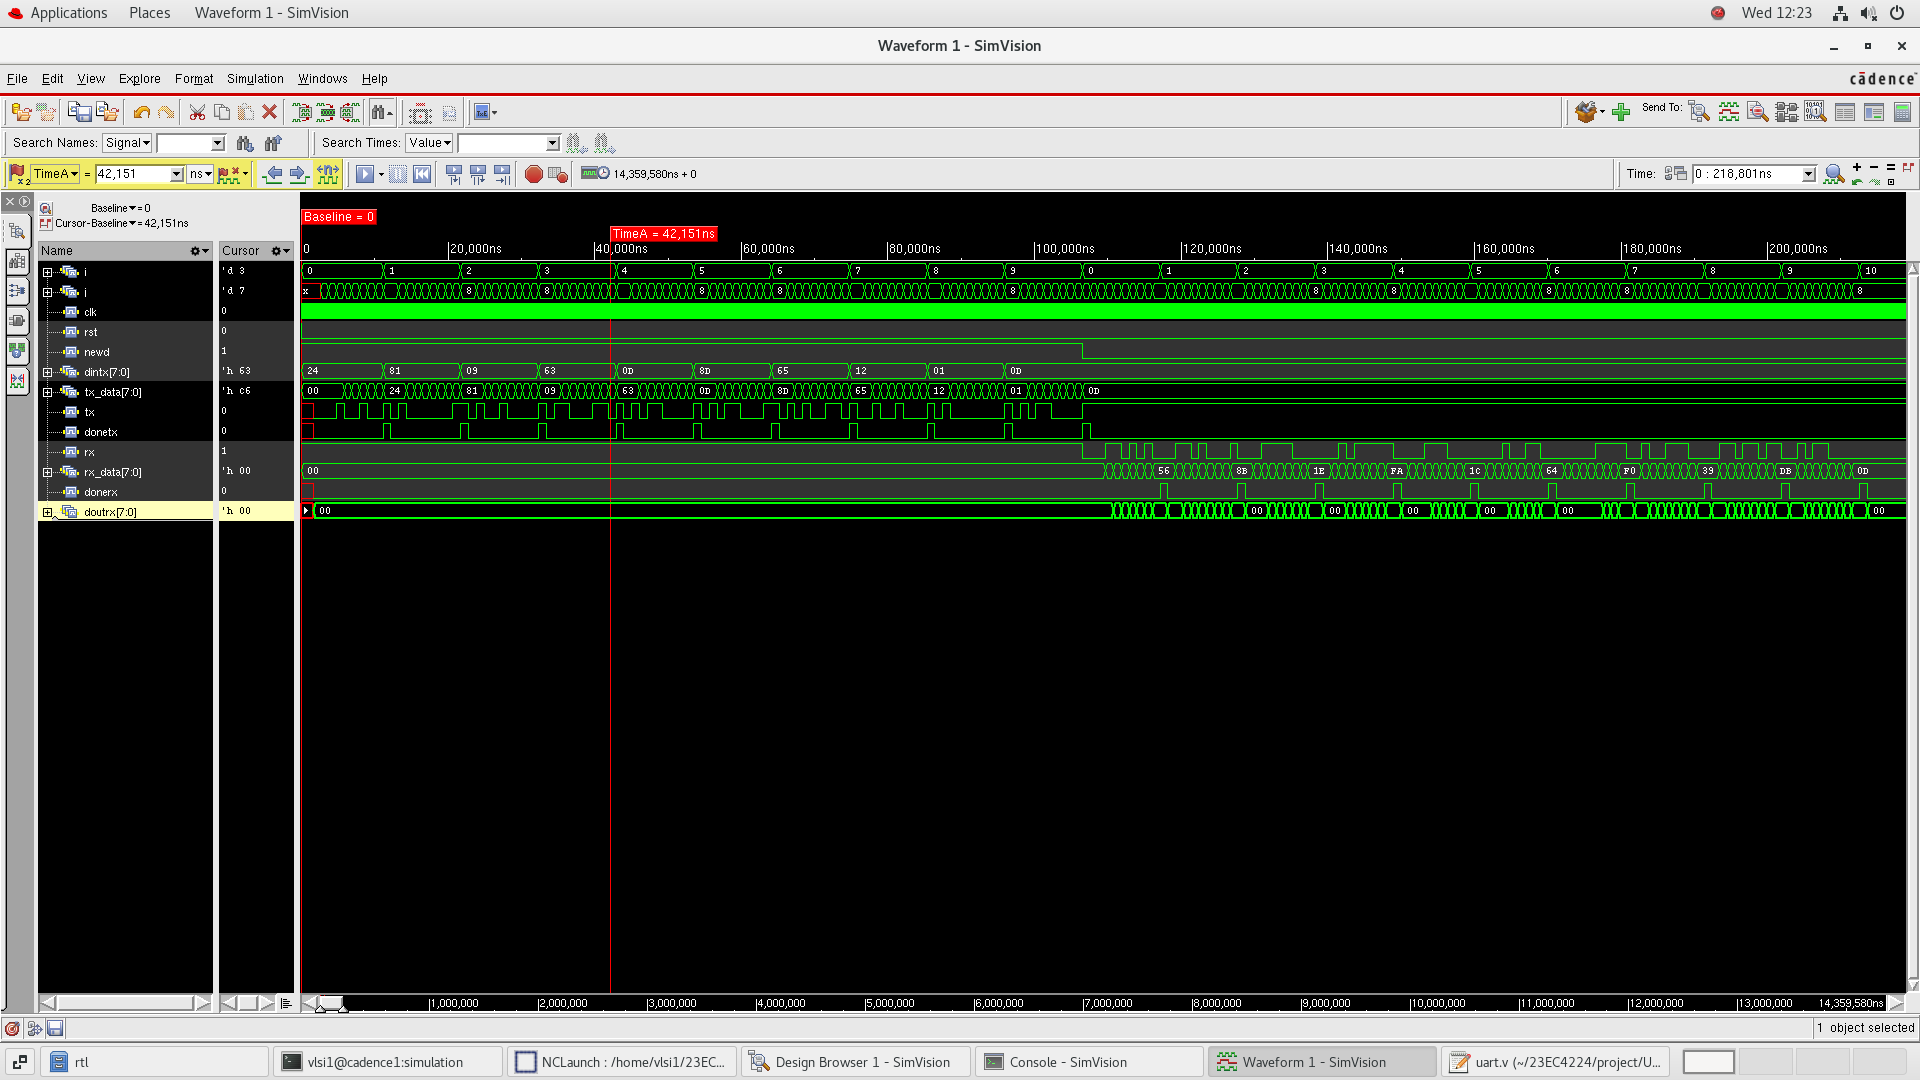 Applications Places Waveform 1 - SimVision Wed 12:23
Waveform 1 - SimVision
File Edit View Explore Format Simulation Windows Help cādence
Send To:
Search Names: Signal Search Times: Value
TimeA = 42,151 ns 14,359,580ns + 0 Time: 0 : 218,801ns
Baseline = 0
Cursor-Baseline = 42,151ns
Baseline = 0
TimeA = 42,151ns
Name Cursor 0 20,000ns 40,000ns 60,000ns 80,000ns 100,000ns 120,000ns 140,000ns 160,000ns 180,000ns 200,000ns
i 'd 3 0 1 2 3 4 5 6 7 8 9 0 1 2 3 4 5 6 7 8 9 10
j 'd 7 x 8 8 8 8 8 8 8 8 8 8
clk 0
rst 0
newd 1
dintx[7:0] 'h 63 24 81 09 63 0D 8D 65 12 01 0D
tx_data[7:0] 'h c6 00 24 81 09 63 0D 8D 65 12 01 0D
tx 0
donetx 0
rx 1
rx_data[7:0] 'h 00 00 56 8B 1E FA 1C 64 F0 39 DB 0D
donerx 0
doutrx[7:0] 'h 00 00 00 00 00 00 00 00
1,000,000 2,000,000 3,000,000 4,000,000 5,000,000 6,000,000 7,000,000 8,000,000 9,000,000 10,000,000 11,000,000 12,000,000 13,000,000 14,359,580ns
1 object selected
rtl vlsi1@cadence1:simulation NCLaunch : /home/vlsi1/23EC... Design Browser 1 - SimVision Console - SimVision Waveform 1 - SimVision uart.v (~/23EC4224/project/U...